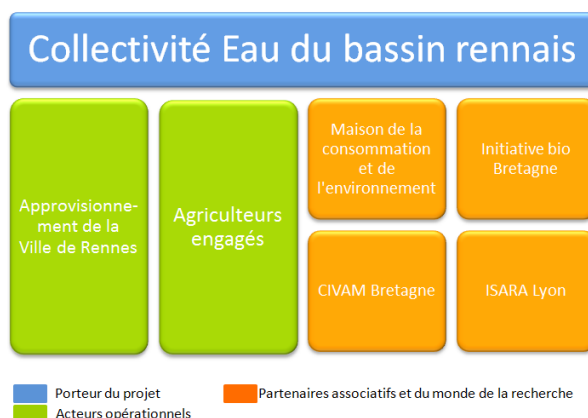 Collectivité Eau du bassin rennais
Approvisionne-
ment de la
Ville de Rennes
Agriculteurs
engagés
Maison de la
consommation
et de
l'environnement
Initiative bio
Bretagne
CIVAM Bretagne
ISARA Lyon
Porteur du projet
Partenaires associatifs et du monde de la recherche
Acteurs opérationnels